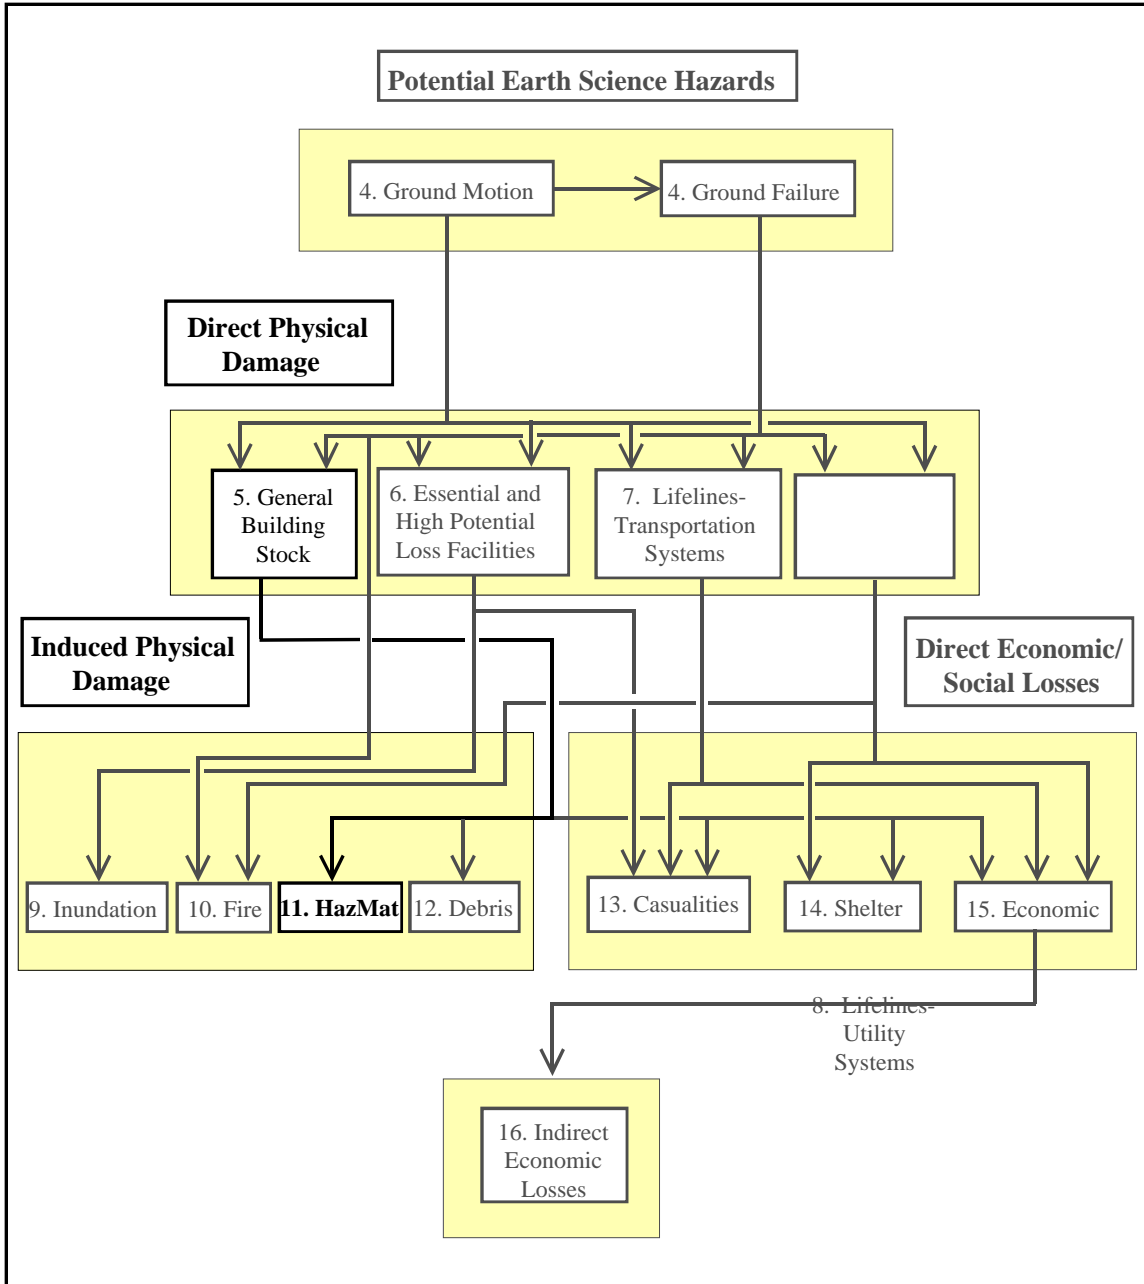 Potential Earth Science Hazards
4. Ground Motion
4. Ground Failure
Direct Physical
Damage
5. General
Building
Stock
6. Essential and
High Potential
Loss Facilities
7. Lifelines-
Transportation
Systems
Induced Physical
Damage
Direct Economic/
Social Losses
9. Inundation
10. Fire
11. HazMat
12. Debris
13. Casualities
14. Shelter
15. Economic
8. Lifelines-
Utility
Systems
16. Indirect
Economic
Losses